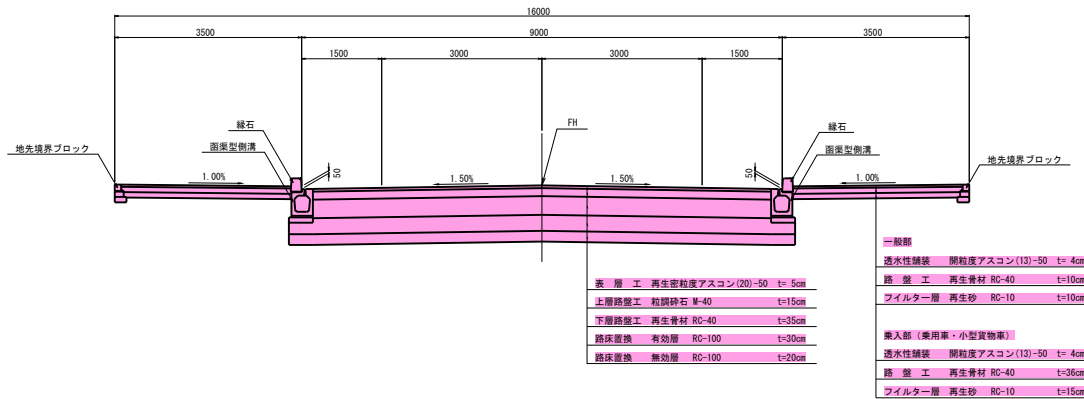 16000
3500 9000 3500
1500 3000 3000 1500
縁石 FH 縁石
地先境界ブロック 函渠型側溝 函渠型側溝 地先境界ブロック
50 50
1.00% 1.50% 1.50% 1.00%
表 層 工 再生密粒度アスコン(20)-50 t= 5cm
上層路盤工 粒調砕石 M-40 t=15cm
下層路盤工 再生骨材 RC-40 t=35cm
路床置換 有効層 RC-100 t=30cm
路床置換 無効層 RC-100 t=20cm
一般部
透水性舗装 開粒度アスコン(13)-50 t= 4cm
路 盤 工 再生骨材 RC-40 t=10cm
フイルター層 再生砂 RC-10 t=10cm
乗入部（乗用車・小型貨物車）
透水性舗装 開粒度アスコン(13)-50 t= 4cm
路 盤 工 再生骨材 RC-40 t=36cm
フイルター層 再生砂 RC-10 t=15cm